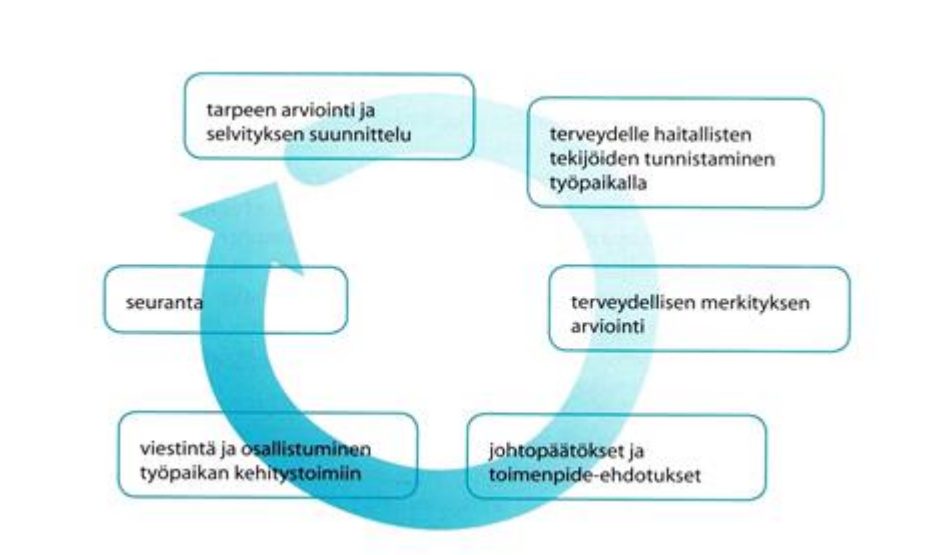 tarpeen arviointi ja
selvityksen suunnittelu
terveydelle haitallisten
tekijöiden tunnistaminen
työpaikalla
terveydellisen merkityksen
arviointi
johtopäätökset ja
toimenpide-ehdotukset
viestintä ja osallistuminen
työpaikan kehitystoimiin
seuranta